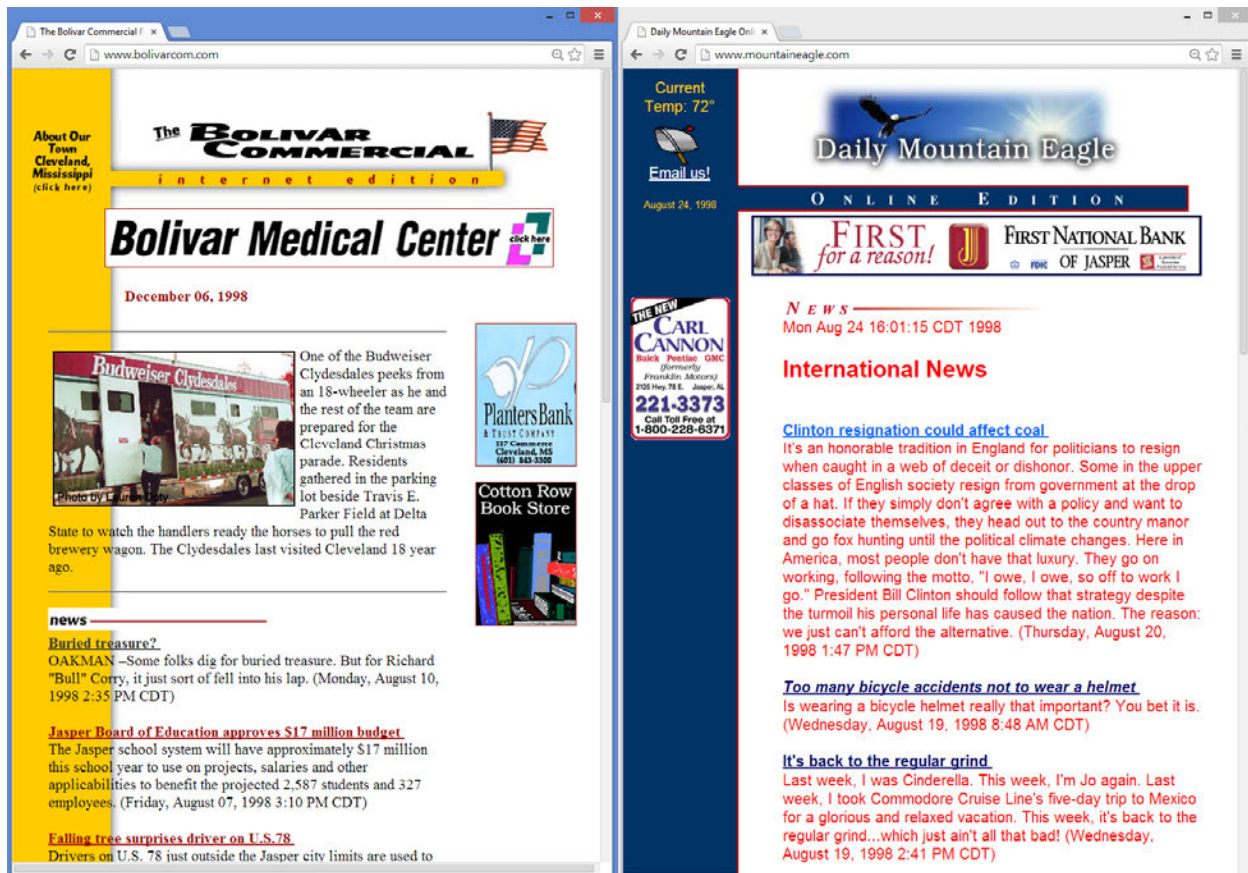 The Bolivar Commercial
www.bolivarcom.com
About Our
Town
Cleveland,
Mississippi
(click here)
The BOLIVAR
COMMERCIAL
internet edition
Bolivar Medical Center
click here
December 06, 1998
Budweiser Clydesdales
Photo by Lauren Doty
One of the Budweiser
Clydesdales peeks from
an 18-wheeler as he and
the rest of the team are
prepared for the
Cleveland Christmas
parade. Residents
gathered in the parking
lot beside Travis E.
Parker Field at Delta
State to watch the handlers ready the horses to pull the red
brewery wagon. The Clydesdales last visited Cleveland 18 year
ago.
Planters Bank
& TRUST COMPANY
117 Commerce
Cleveland, MS
(601) 843-3300
Cotton Row
Book Store
news
Buried treasure?
OAKMAN –Some folks dig for buried treasure. But for Richard
"Bull" Corry, it just sort of fell into his lap. (Monday, August 10,
1998 2:35 PM CDT)
Jasper Board of Education approves $17 million budget
The Jasper school system will have approximately $17 million
this school year to use on projects, salaries and other
applicabilities to benefit the projected 2,587 students and 327
employees. (Friday, August 07, 1998 3:10 PM CDT)
Falling tree surprises driver on U.S.78
Drivers on U.S. 78 just outside the Jasper city limits are used to
Daily Mountain Eagle Onli
www.mountaineagle.com
Current
Temp: 72°
Email us!
August 24, 1998
Daily Mountain Eagle
ONLINE EDITION
FIRST
for a reason!
J
FIRST NATIONAL BANK
FDIC OF JASPER
THE NEW
CARL
CANNON
Buick Pontiac GMC
(formerly
Franklin Motors)
2105 Hwy. 78 E. Jasper, AL
221-3373
Call Toll Free at
1-800-228-6371
NEWS
Mon Aug 24 16:01:15 CDT 1998
International News
Clinton resignation could affect coal
It's an honorable tradition in England for politicians to resign
when caught in a web of deceit or dishonor. Some in the upper
classes of English society resign from government at the drop
of a hat. If they simply don't agree with a policy and want to
disassociate themselves, they head out to the country manor
and go fox hunting until the political climate changes. Here in
America, most people don't have that luxury. They go on
working, following the motto, "I owe, I owe, so off to work I
go." President Bill Clinton should follow that strategy despite
the turmoil his personal life has caused the nation. The reason:
we just can't afford the alternative. (Thursday, August 20,
1998 1:47 PM CDT)
Too many bicycle accidents not to wear a helmet
Is wearing a bicycle helmet really that important? You bet it is.
(Wednesday, August 19, 1998 8:48 AM CDT)
It's back to the regular grind
Last week, I was Cinderella. This week, I'm Jo again. Last
week, I took Commodore Cruise Line's five-day trip to Mexico
for a glorious and relaxed vacation. This week, it's back to the
regular grind...which just ain't all that bad! (Wednesday,
August 19, 1998 2:41 PM CDT)